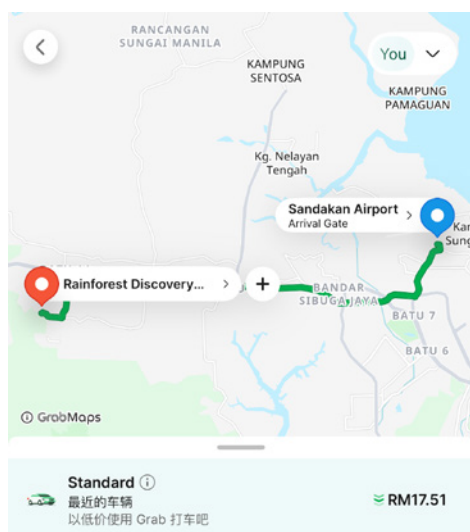 RANCANGAN
SUNGAI MANILA
You
KAMPUNG
SENTOSA
KAMPUNG
PAMAGUAN
Kg. Nelayan
Tengah
Sandakan Airport
Arrival Gate
Kar
Sung
Rainforest Discovery...
BANDAR
SIBUGA JAYA
BATU 7
BATU 6
GrabMaps
Standard
最近的车辆
RM17.51
以低价使用 Grab 打车吧